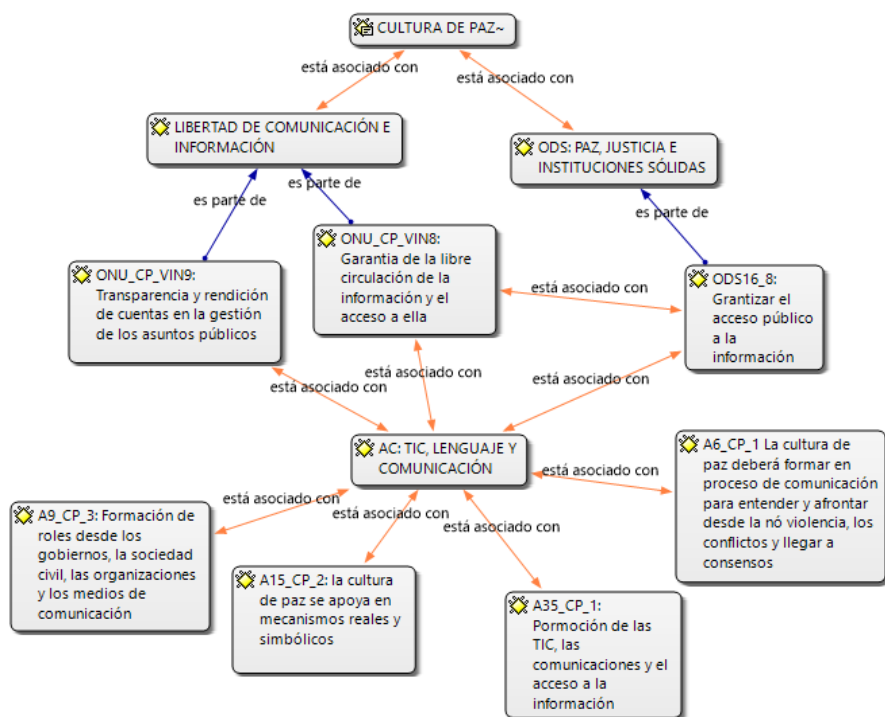 CULTURA DE PAZ~
está asociado con
está asociado con
LIBERTAD DE COMUNICACIÓN E
INFORMACIÓN
ODS: PAZ, JUSTICIA E
INSTITUCIONES SÓLIDAS
es parte de
es parte de
es parte de
ONU_CP_VIN9:
Transparencia y rendición
de cuentas en la gestión
de los asuntos públicos
ONU_CP_VIN8:
Garantia de la libre
circulación de la
información y el
acceso a ella
ODS16_8:
Grantizar el
acceso público
a la
información
está asociado con
está asociado con
está asociado con
está asociado con
AC: TIC, LENGUAJE Y
COMUNICACIÓN
está asociado con
está asociado con
está asociado con
está asociado con
A6_CP_1 La cultura de
paz deberá formar en
proceso de comunicación
para entender y afrontar
desde la nó violencia, los
conflictos y llegar a
consensos
A9_CP_3: Formación de
roles desde los
gobiernos, la sociedad
civil, las organizaciones
y los medios de
comunicación
A15_CP_2: la cultura
de paz se apoya en
mecanismos reales y
simbólicos
A35_CP_1:
Pormoción de las
TIC, las
comunicaciones y el
acceso a la
información